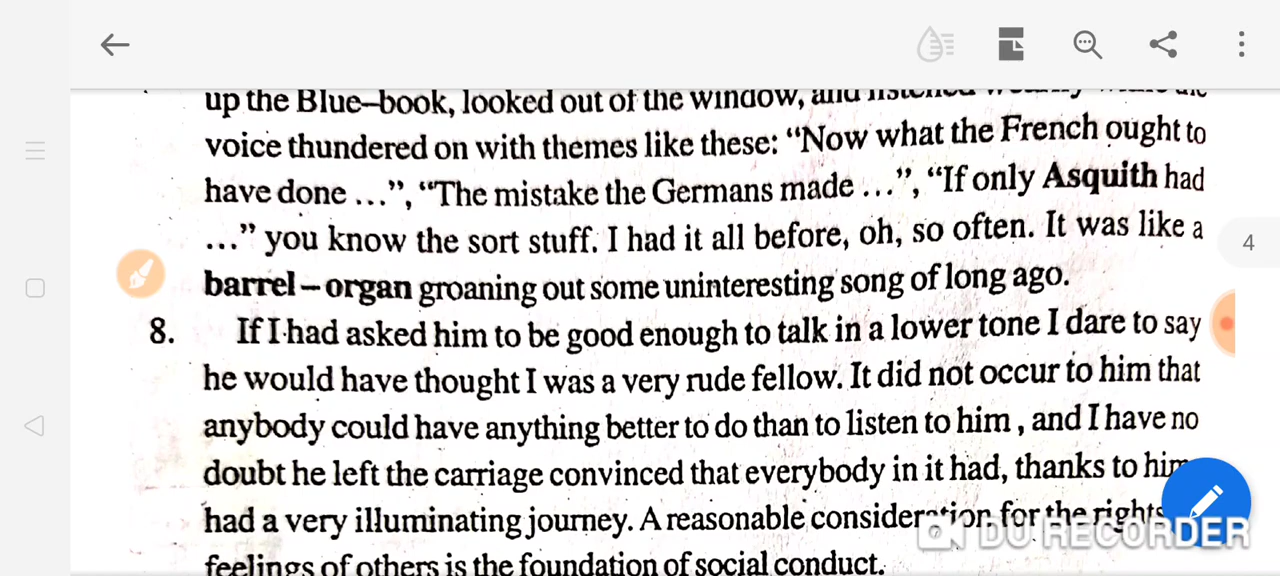 up the Blue–book, looked out of the window, and listened
voice thundered on with themes like these: “Now what the French ought to
4
have done ...”, “The mistake the Germans made ...”, “If only Asquith had
...” you know the sort stuff. I had it all before, oh, so often. It was like a
barrel – organ groaning out some uninteresting song of long ago.
8. If I had asked him to be good enough to talk in a lower tone I dare to say
he would have thought I was a very rude fellow. It did not occur to him that
anybody could have anything better to do than to listen to him , and I have no
doubt he left the carriage convinced that everybody in it had, thanks to him
had a very illuminating journey. A reasonable consideration for the rights
DU RECORDER
feelings of others is the foundation of social conduct.